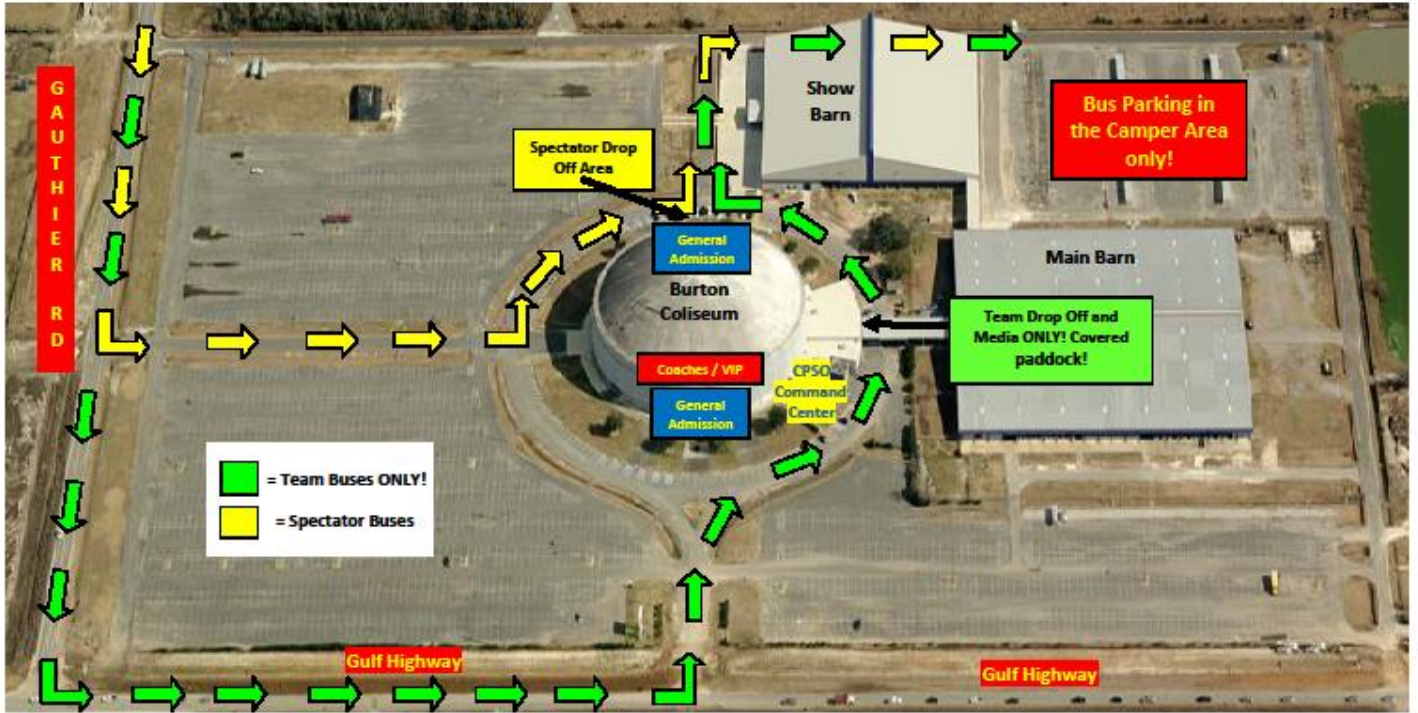 GAUTHIER RD
Spectator Drop
Off Area
Show
Barn
Bus Parking in
the Camper Area
only!
General
Admission
Burton
Coliseum
Main Barn
Team Drop Off and
Media ONLY! Covered
paddock!
Coaches / VIP
General
Admission
CPSO
Command
Center
= Team Buses ONLY!
= Spectator Buses
Gulf Highway
Gulf Highway